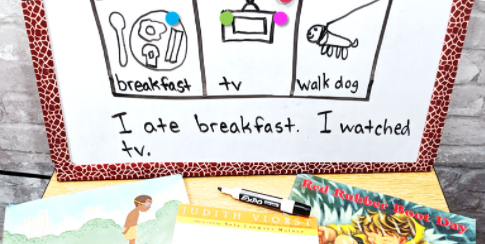 breakfast
tv
walk dog
I ate breakfast. I watched
tv.
EXPO
JUDITH VIORST
Red Rubber Boot Day